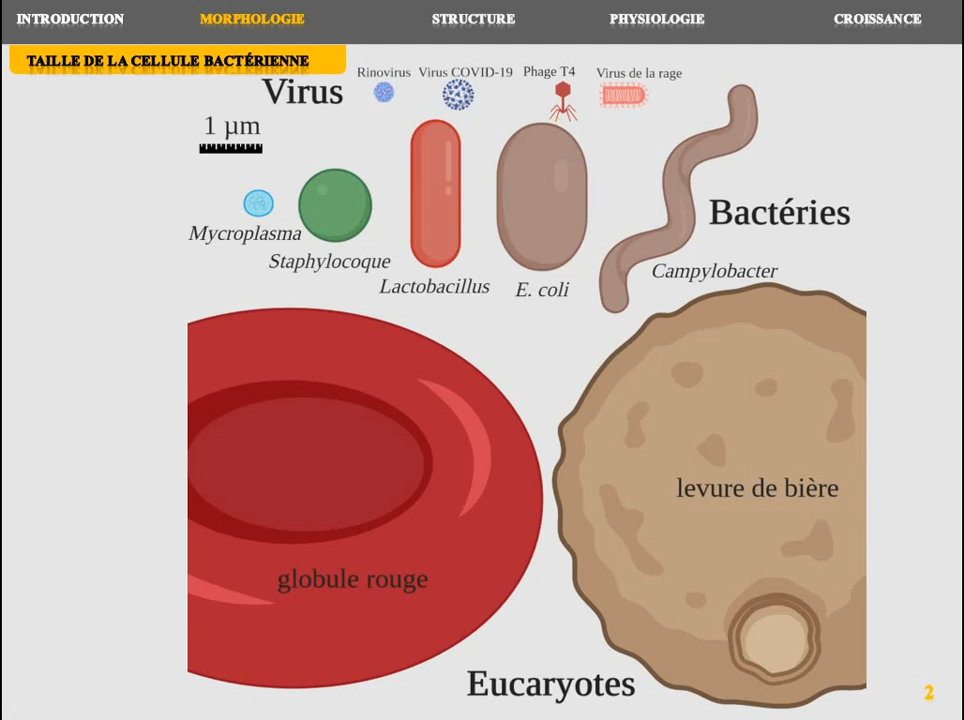 INTRODUCTION MORPHOLOGIE STRUCTURE PHYSIOLOGIE CROISSANCE
TAILLE DE LA CELLULE BACTÉRIENNE
Rinovirus Virus COVID-19 Phage T4 Virus de la rage
Virus
1 µm
Bactéries
Mycroplasma
Staphylocoque
Campylobacter
Lactobacillus
E. coli
levure de bière
globule rouge
Eucaryotes
2